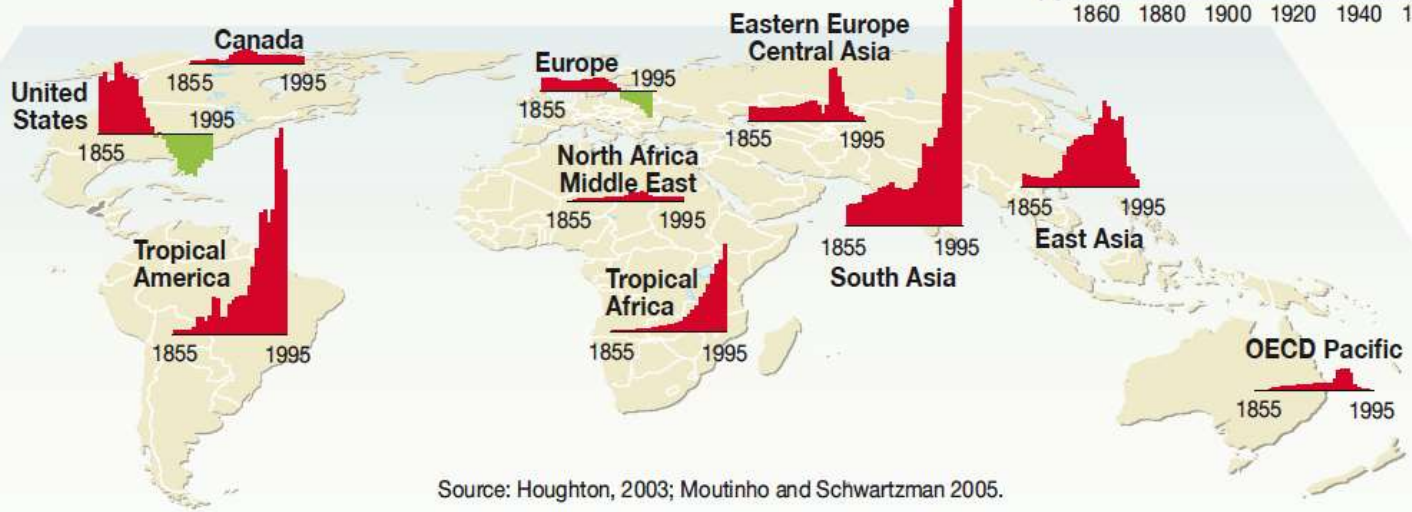 1860 1880 1900 1920 1940
Eastern Europe
Central Asia
1855
1995
Canada
1855
1995
United
States
1855
1995
Europe
1855
1995
North Africa
Middle East
1855
1995
1855
1995
South Asia
1855
1995
East Asia
Tropical
America
1855
1995
Tropical
Africa
1855
1995
OECD Pacific
1855
1995
Source: Houghton, 2003; Moutinho and Schwartzman 2005.